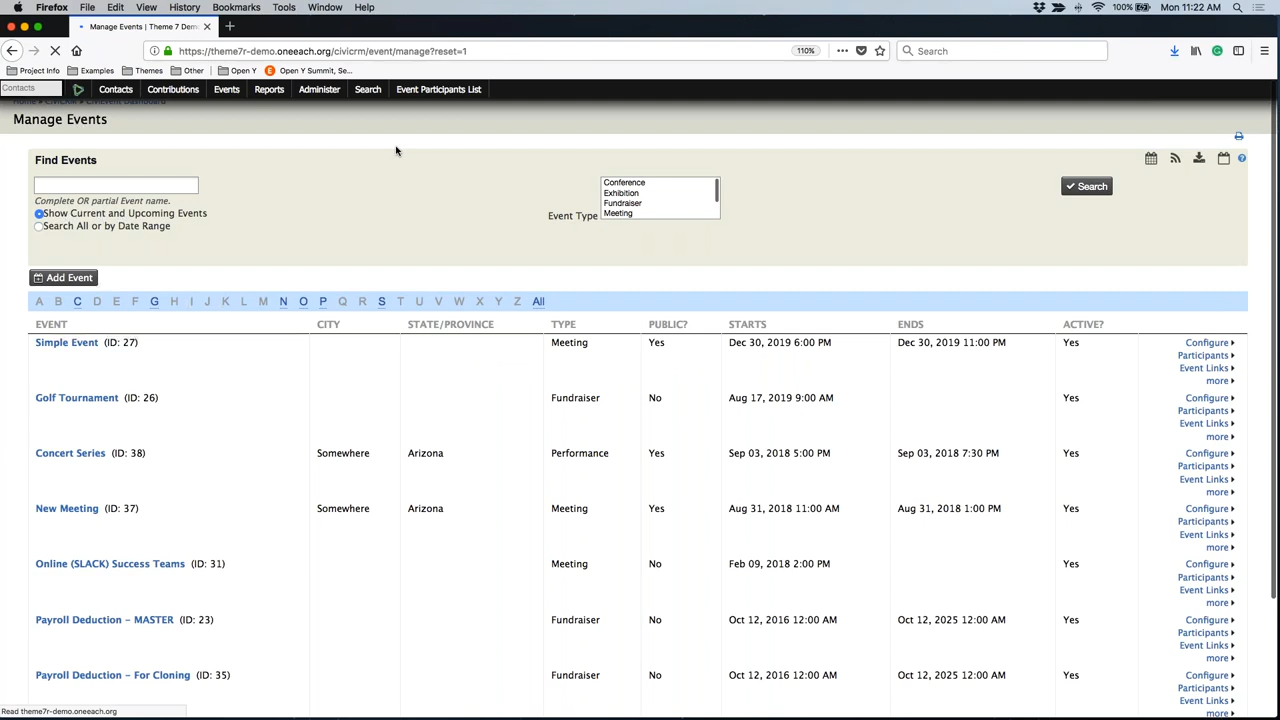 Firefox File Edit View History Bookmarks Tools Window Help 100% Mon 11:22 AM
Manage Events | Theme 7 Dem
https://theme7r-demo.oneeach.org/civicrm/event/manage?reset=1 110% Search
Project Info Examples Themes Other Open Y Open Y Summit, Se...
Contacts Contacts Contributions Events Reports Administer Search Event Participants List
Home » CiviCRM » CiviEvent Dashboard
Manage Events
Find Events
Conference
Exhibition
Fundraiser
Meeting
Event Type
Search
Complete OR partial Event name.
Show Current and Upcoming Events
Search All or by Date Range
Add Event
A B C D E F G H I J K L M N O P Q R S T U V W X Y Z All
EVENT CITY STATE/PROVINCE TYPE PUBLIC? STARTS ENDS ACTIVE?
Simple Event (ID: 27) Meeting Yes Dec 30, 2019 6:00 PM Dec 30, 2019 11:00 PM Yes Configure
Participants
Event Links
more
Golf Tournament (ID: 26) Fundraiser No Aug 17, 2019 9:00 AM Yes Configure
Participants
Event Links
more
Concert Series (ID: 38) Somewhere Arizona Performance Yes Sep 03, 2018 5:00 PM Sep 03, 2018 7:30 PM Yes Configure
Participants
Event Links
more
New Meeting (ID: 37) Somewhere Arizona Meeting Yes Aug 31, 2018 11:00 AM Aug 31, 2018 1:00 PM Yes Configure
Participants
Event Links
more
Online (SLACK) Success Teams (ID: 31) Meeting No Feb 09, 2018 2:00 PM Yes Configure
Participants
Event Links
more
Payroll Deduction - MASTER (ID: 23) Fundraiser No Oct 12, 2016 12:00 AM Oct 12, 2025 12:00 AM Yes Configure
Participants
Event Links
more
Payroll Deduction - For Cloning (ID: 35) Fundraiser No Oct 12, 2016 12:00 AM Oct 12, 2025 12:00 AM Yes Configure
Participants
Event Links
more
Read theme7r-demo.oneeach.org